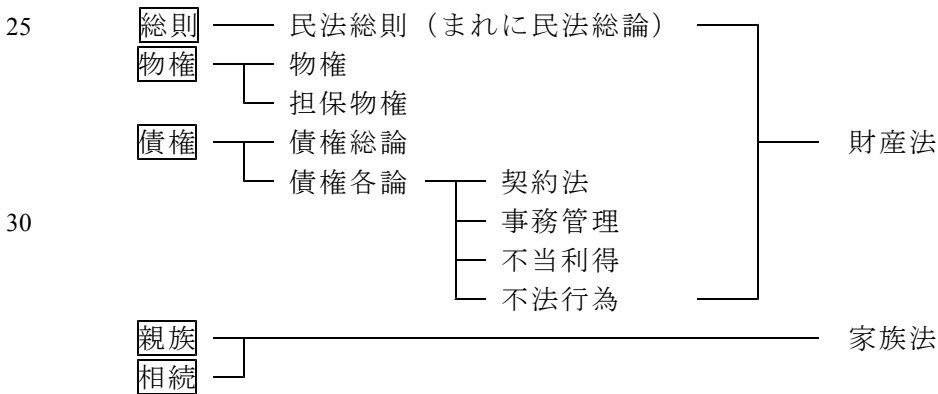 25 総則 民法総則（まれに民法総論）
物権 物権
担保物権
債権 債権総論 財産法
債権各論 契約法
30 事務管理
不当利得
不法行為
親族 家族法
相続